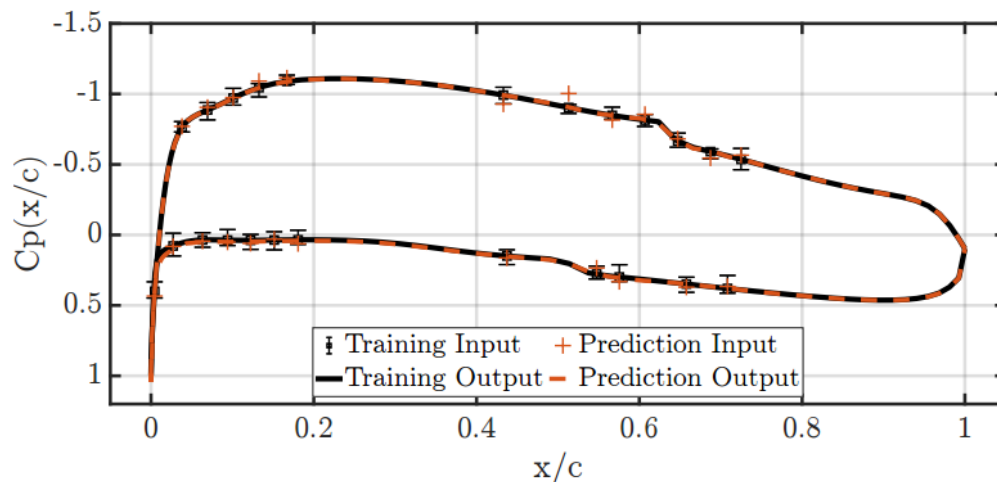 -1.5
-1
-0.5
0
0.5
1
Cp(x/c)
Training Input
Prediction Input
Training Output
Prediction Output
0
0.2
0.4
0.6
0.8
1
x/c